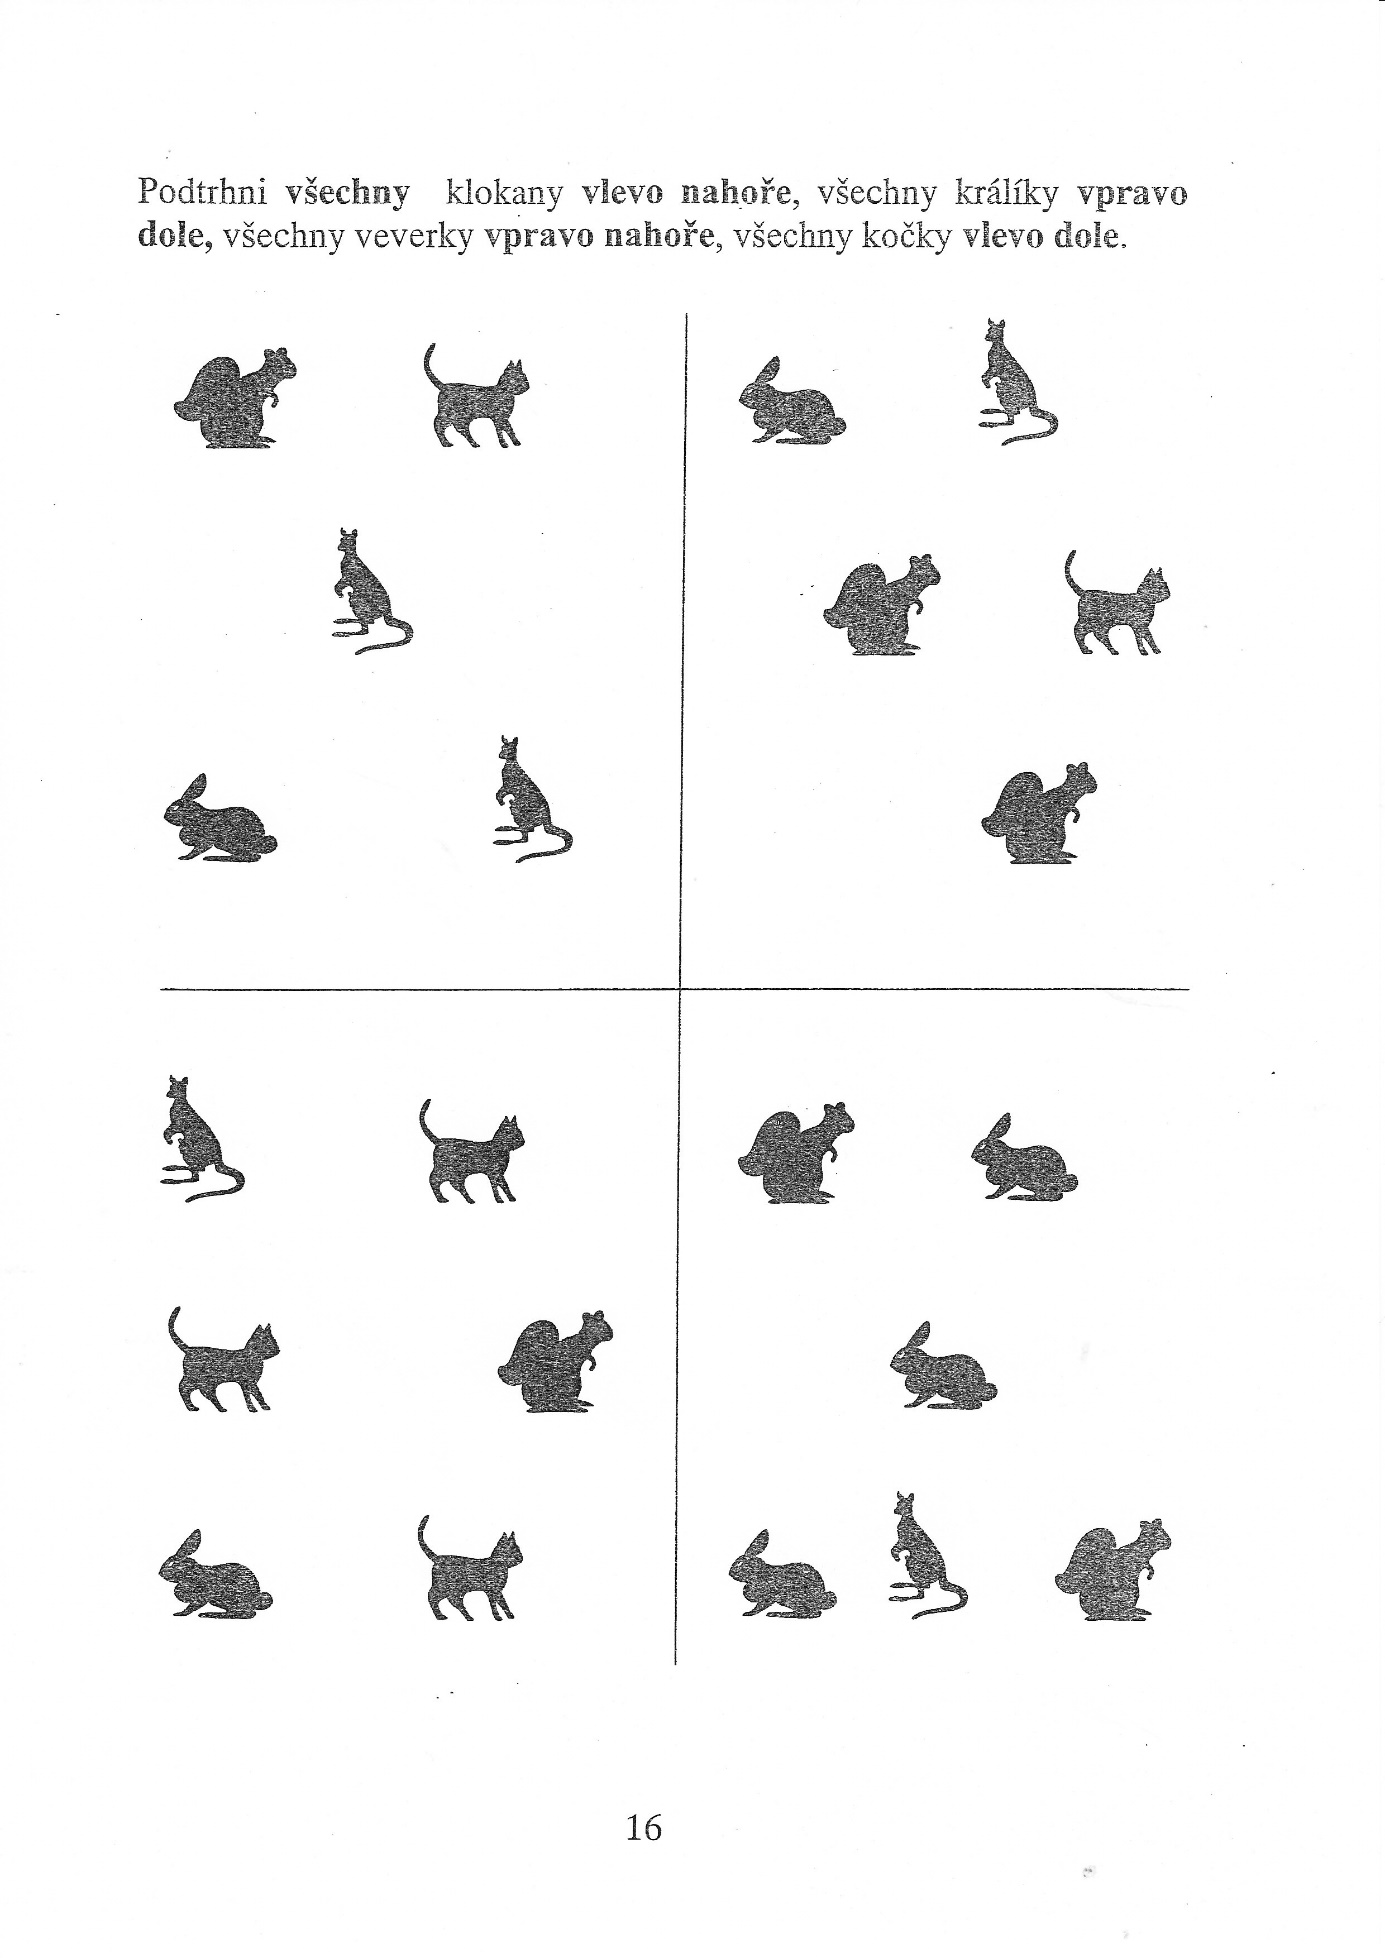 Podtrhni všechny klokany vlevo nahoře, všechny králíky vpravo
dole, všechny veverky vpravo nahoře, všechny kočky vlevo dole.
16